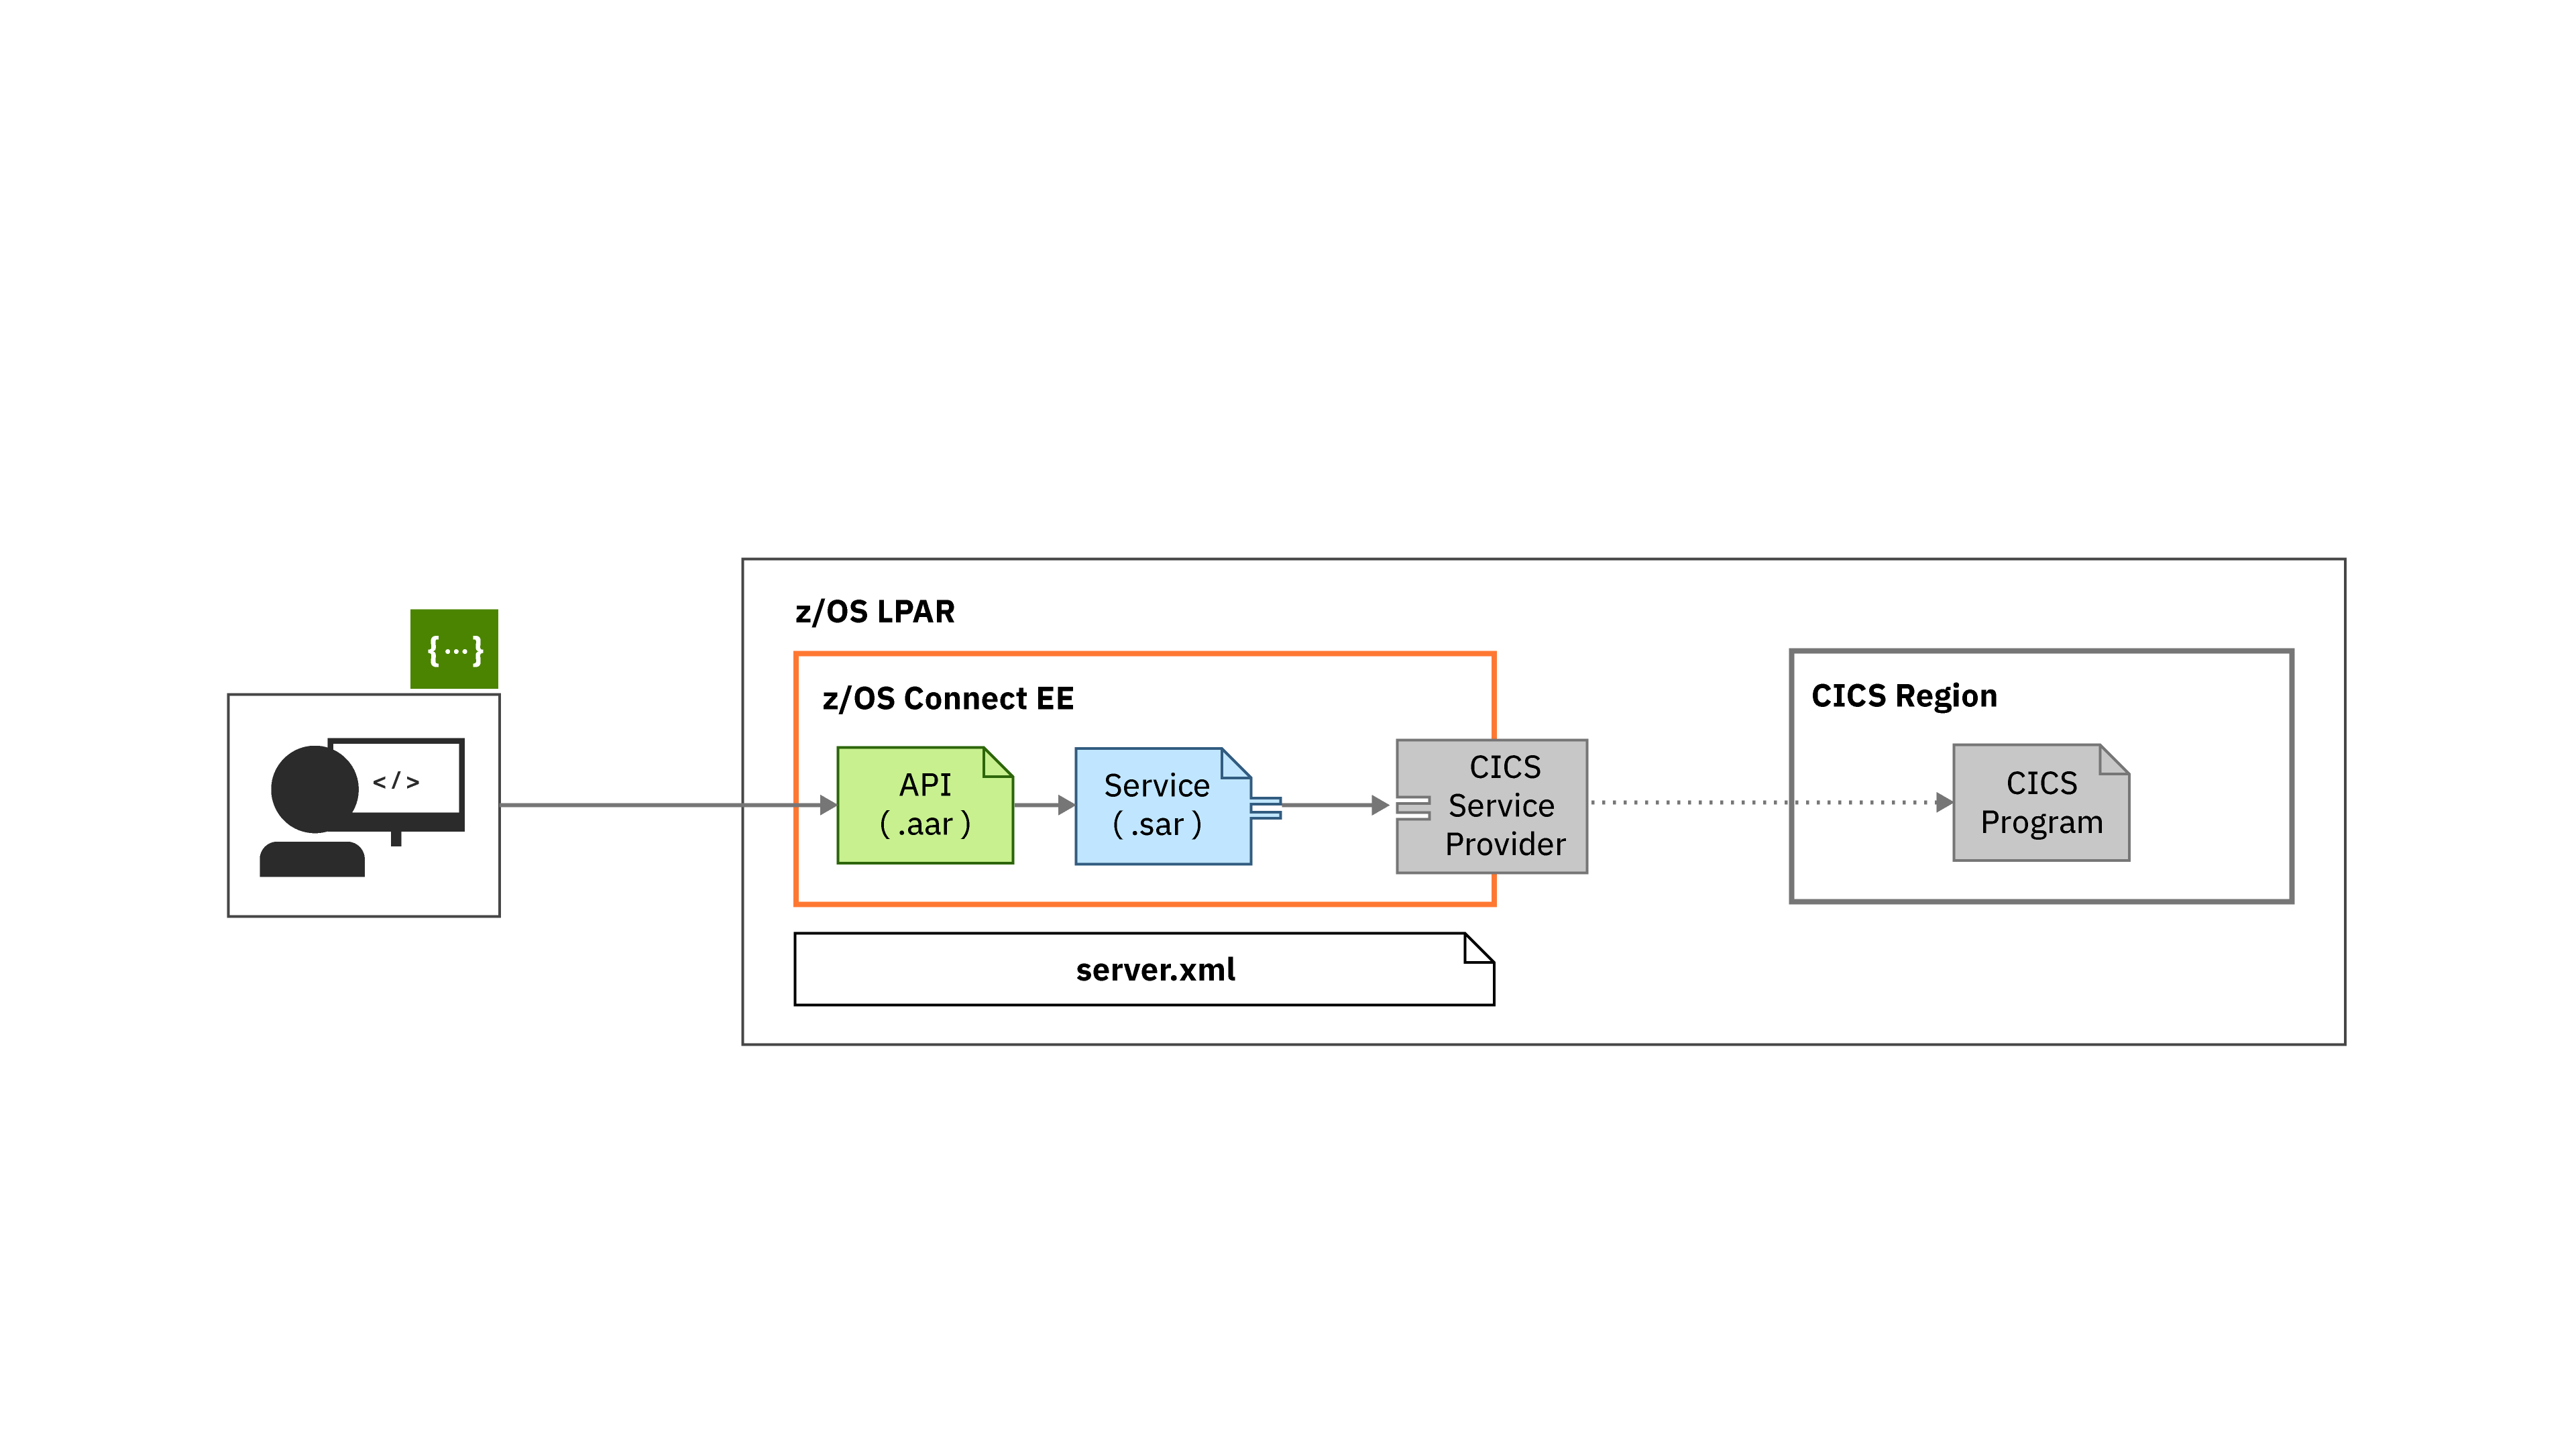 {···}
</>
z/OS LPAR
z/OS Connect EE
API
( .aar )
Service
( .sar )
CICS
Service
Provider
CICS Region
CICS
Program
server.xml